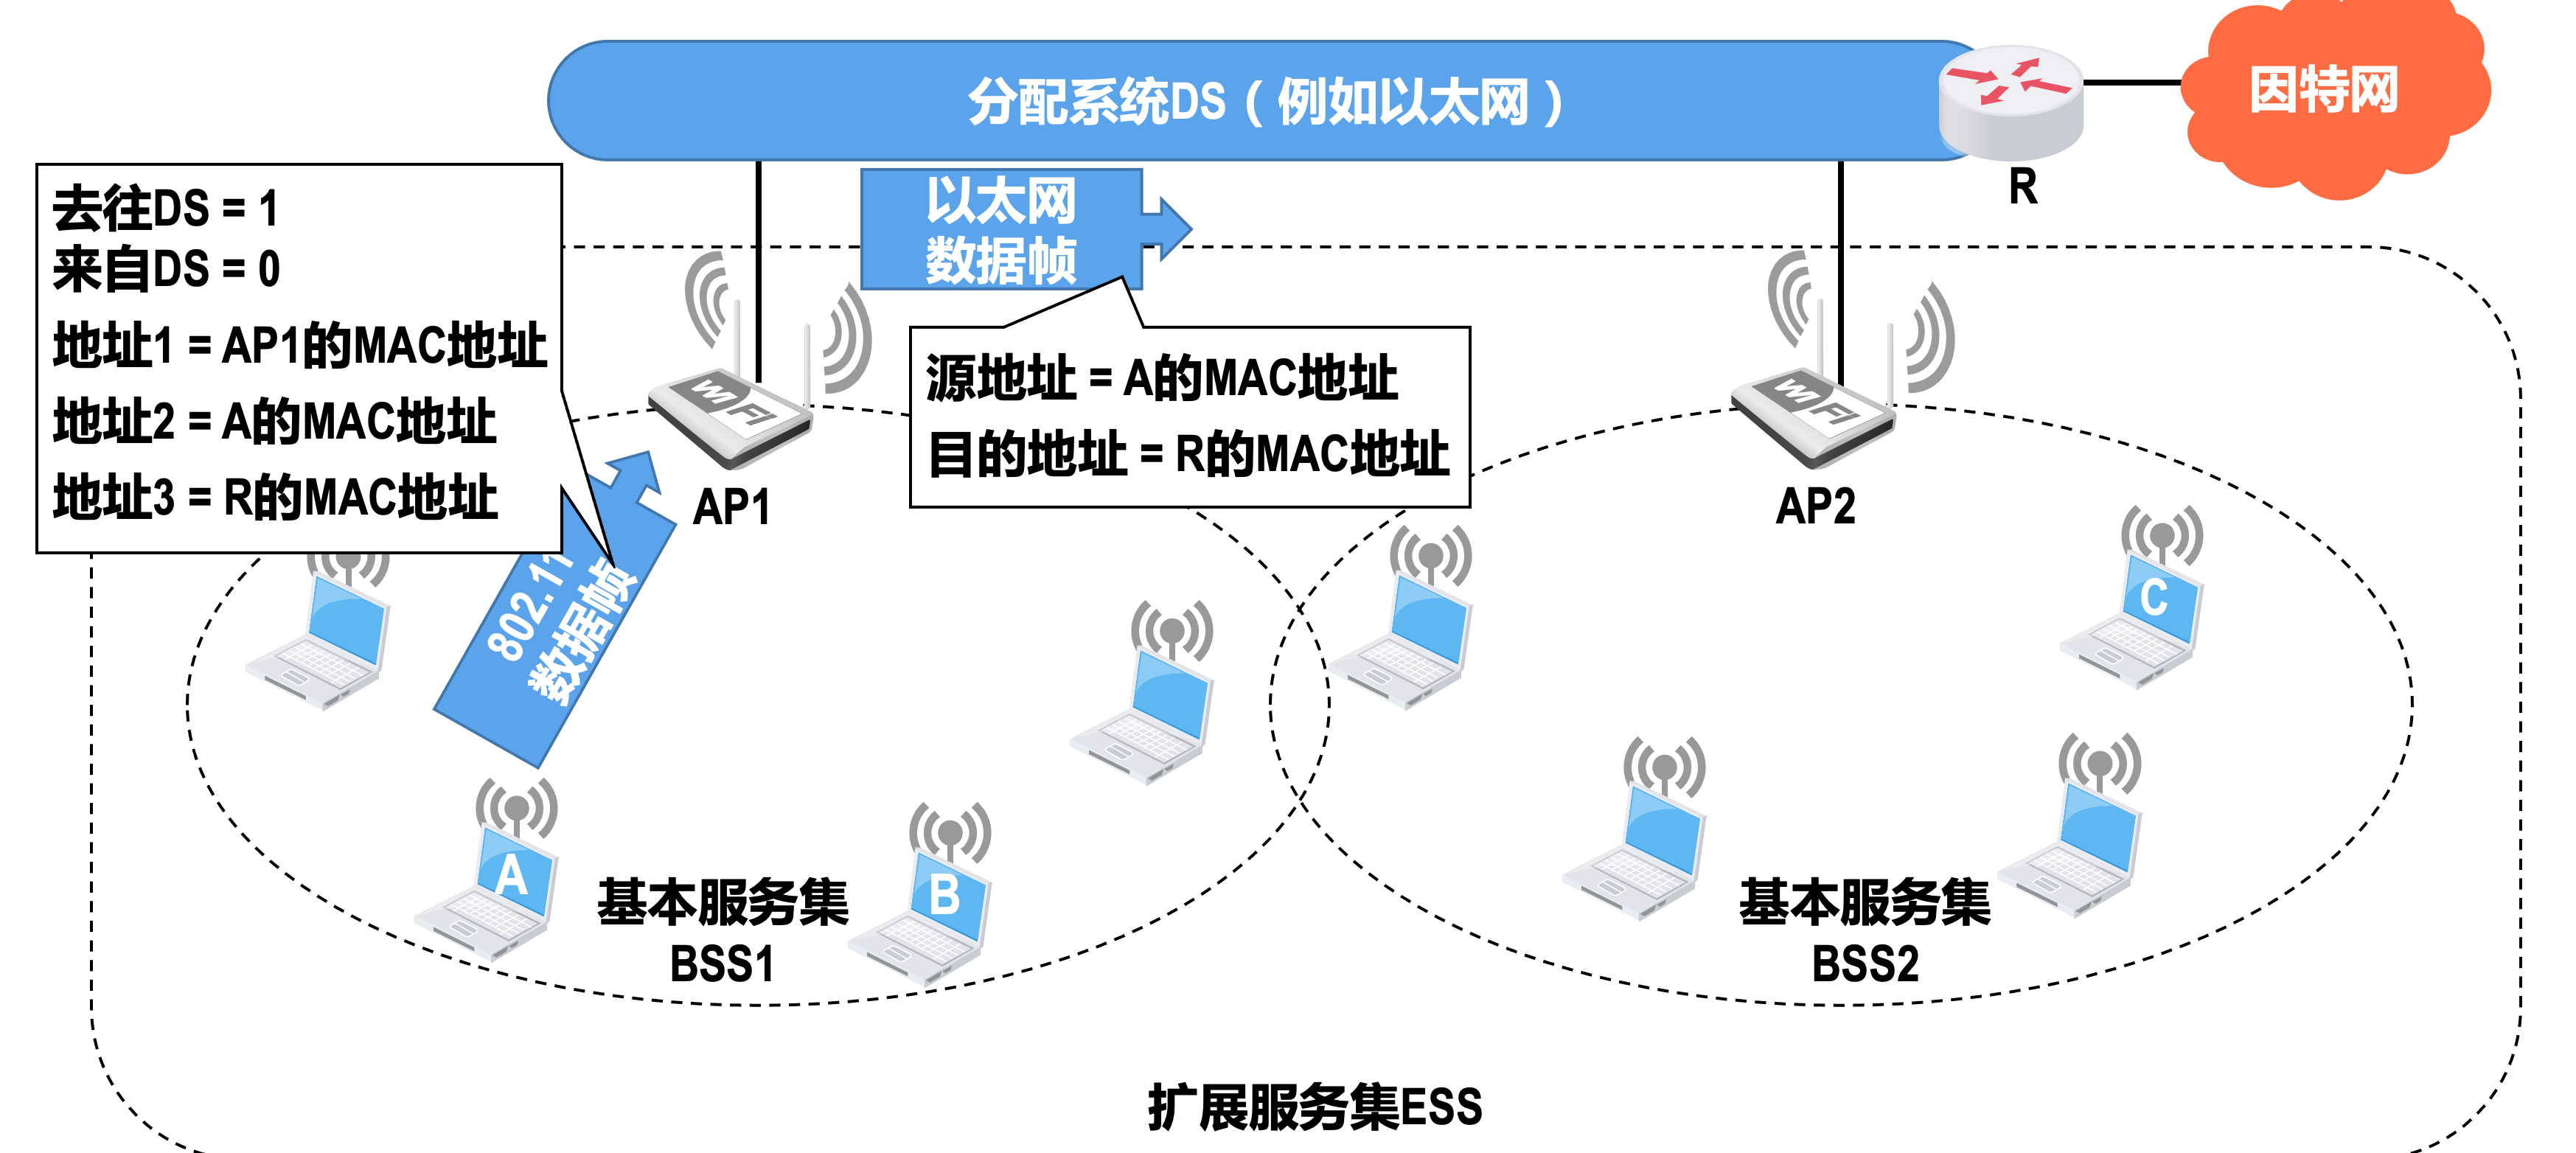 分配系统DS（例如以太网）
因特网
R
去往DS = 1
来自DS = 0
地址1 = AP1的MAC地址
地址2 = A的MAC地址
地址3 = R的MAC地址
以太网
数据帧
源地址 = A的MAC地址
目的地址 = R的MAC地址
Wi Fi
AP1
Wi Fi
AP2
802.11
数据帧
C
A
B
基本服务集
BSS1
基本服务集
BSS2
扩展服务集ESS